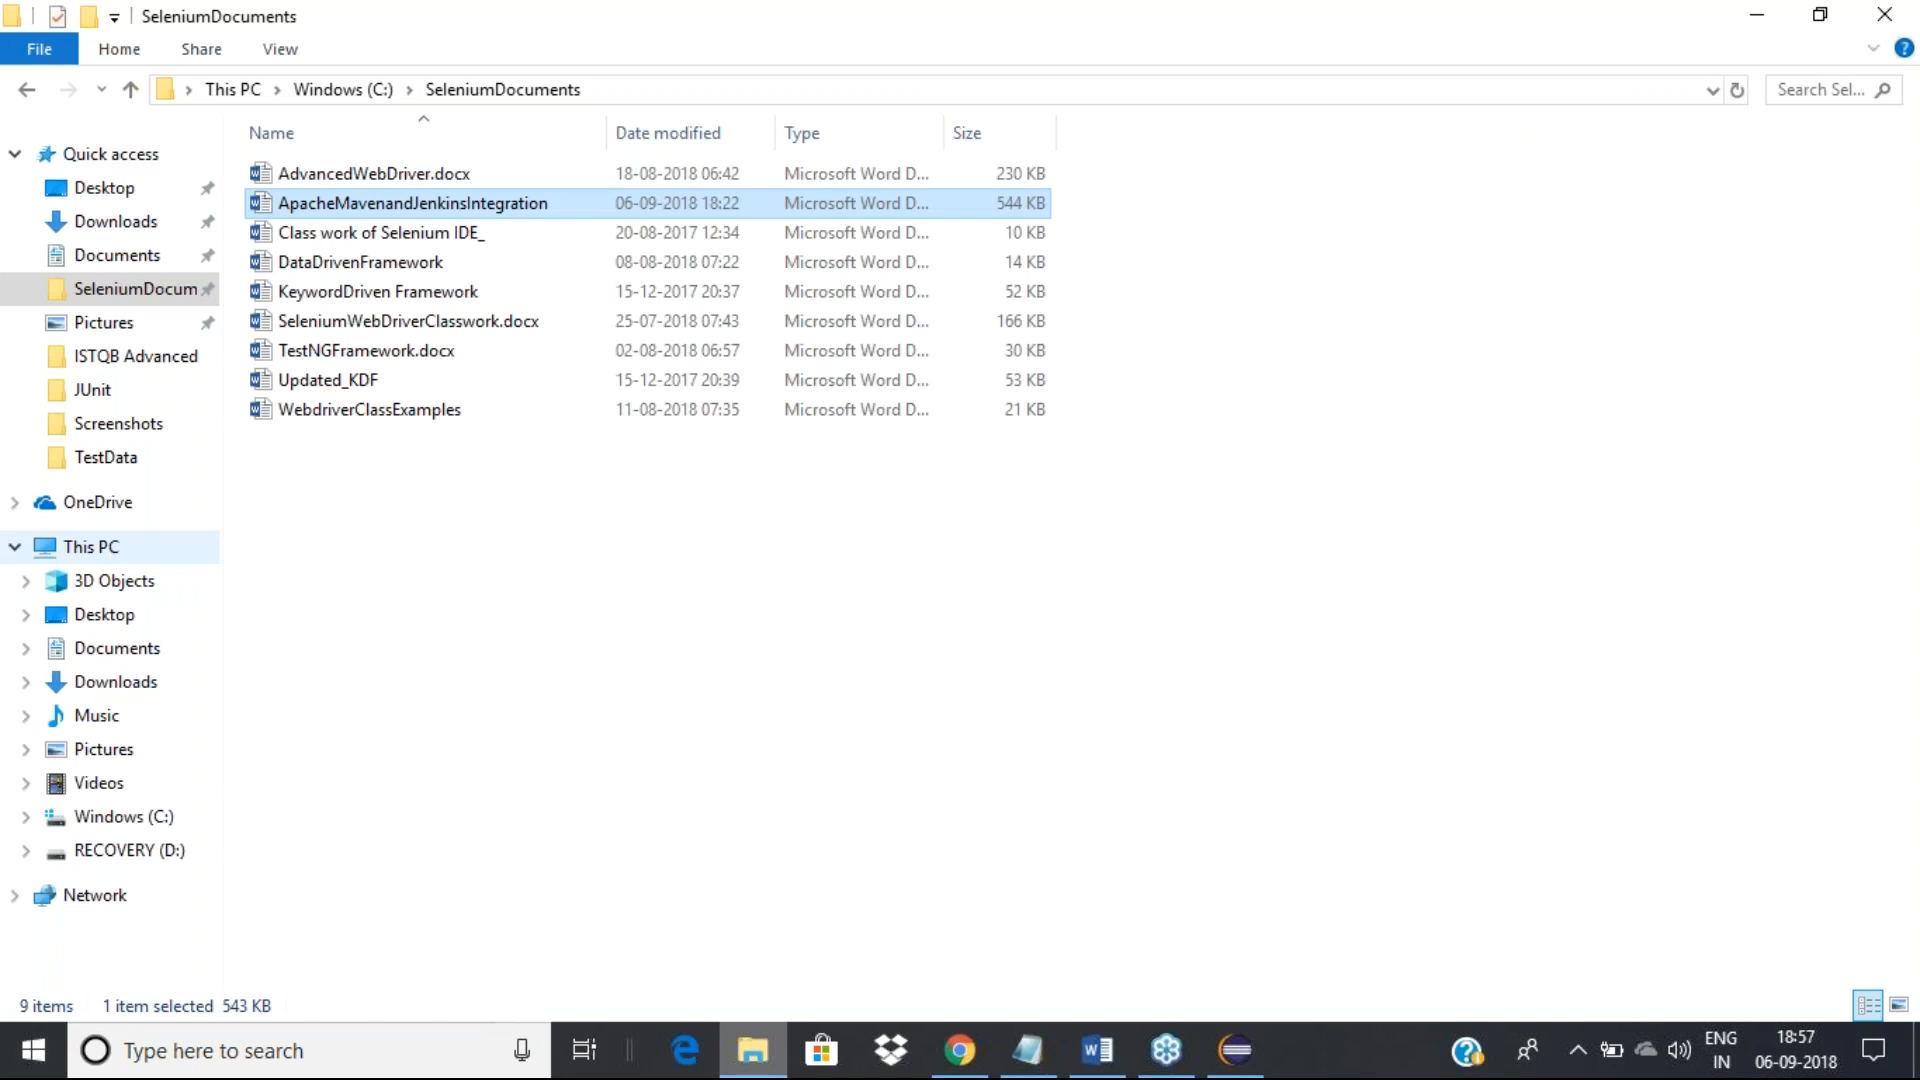 SeleniumDocuments
File Home Share View
This PC Windows (C:) SeleniumDocuments
Search Sel...
Name Date modified Type Size
Quick access
Desktop
Downloads
Documents
SeleniumDocum
Pictures
ISTQB Advanced
JUnit
Screenshots
TestData
OneDrive
This PC
3D Objects
Desktop
Documents
Downloads
Music
Pictures
Videos
Windows (C:)
RECOVERY (D:)
Network
AdvancedWebDriver.docx 18-08-2018 06:42 Microsoft Word D... 230 KB
ApacheMavenandJenkinsIntegration 06-09-2018 18:22 Microsoft Word D... 544 KB
Class work of Selenium IDE_ 20-08-2017 12:34 Microsoft Word D... 10 KB
DataDrivenFramework 08-08-2018 07:22 Microsoft Word D... 14 KB
KeywordDriven Framework 15-12-2017 20:37 Microsoft Word D... 52 KB
SeleniumWebDriverClasswork.docx 25-07-2018 07:43 Microsoft Word D... 166 KB
TestNGFramework.docx 02-08-2018 06:57 Microsoft Word D... 30 KB
Updated_KDF 15-12-2017 20:39 Microsoft Word D... 53 KB
WebdriverClassExamples 11-08-2018 07:35 Microsoft Word D... 21 KB
9 items 1 item selected 543 KB
Type here to search
ENG
IN
18:57
06-09-2018